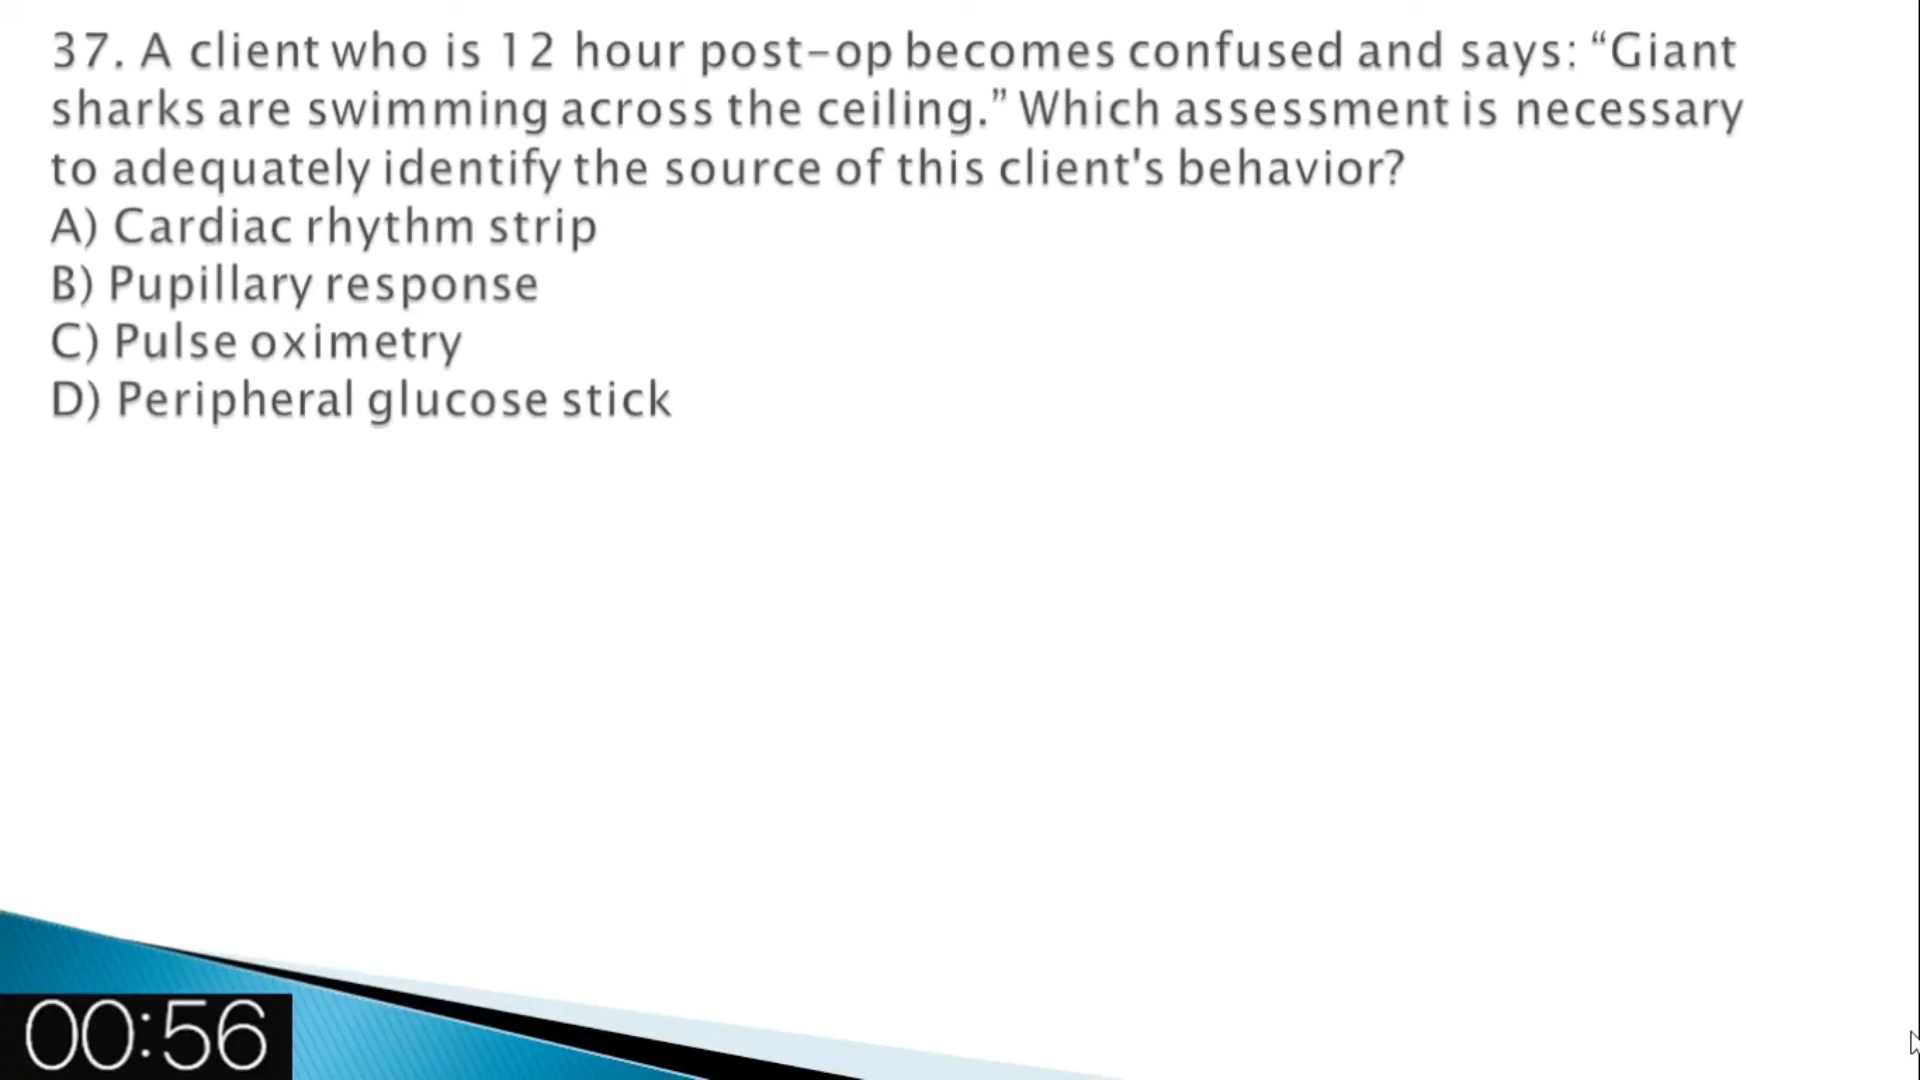 37. A client who is 12 hour post-op becomes confused and says: “Giant
sharks are swimming across the ceiling.” Which assessment is necessary
to adequately identify the source of this client's behavior?
A) Cardiac rhythm strip
B) Pupillary response
C) Pulse oximetry
D) Peripheral glucose stick
00:56